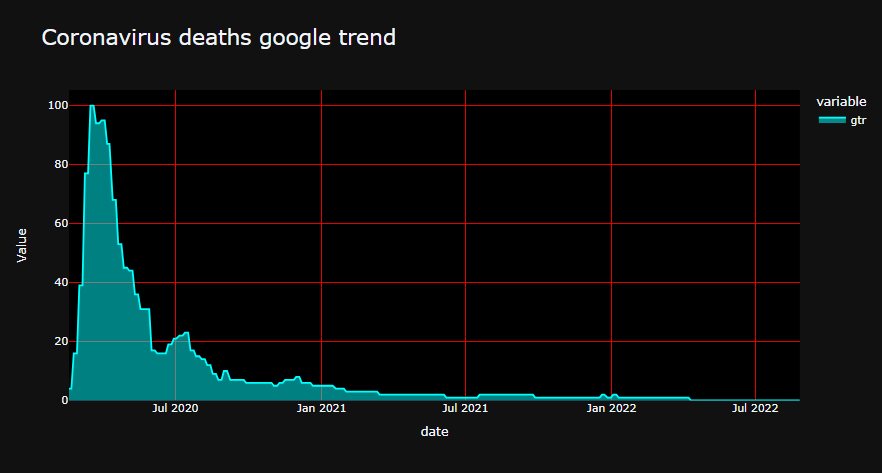 Coronavirus deaths google trend
variable
gtr
100
80
60
40
20
0
Value
Jul 2020
Jan 2021
Jul 2021
Jan 2022
Jul 2022
date